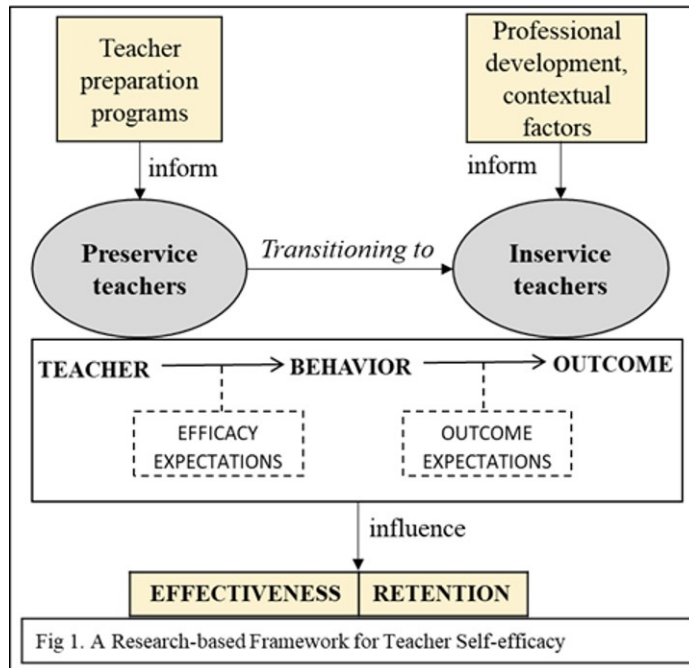 Teacher
preparation
programs
Professional
development,
contextual
factors
inform
inform
Preservice
teachers
Transitioning to
Inservice
teachers
TEACHER
BEHAVIOR
OUTCOME
EFFICACY
EXPECTATIONS
OUTCOME
EXPECTATIONS
influence
EFFECTIVENESS
RETENTION
Fig 1. A Research-based Framework for Teacher Self-efficacy